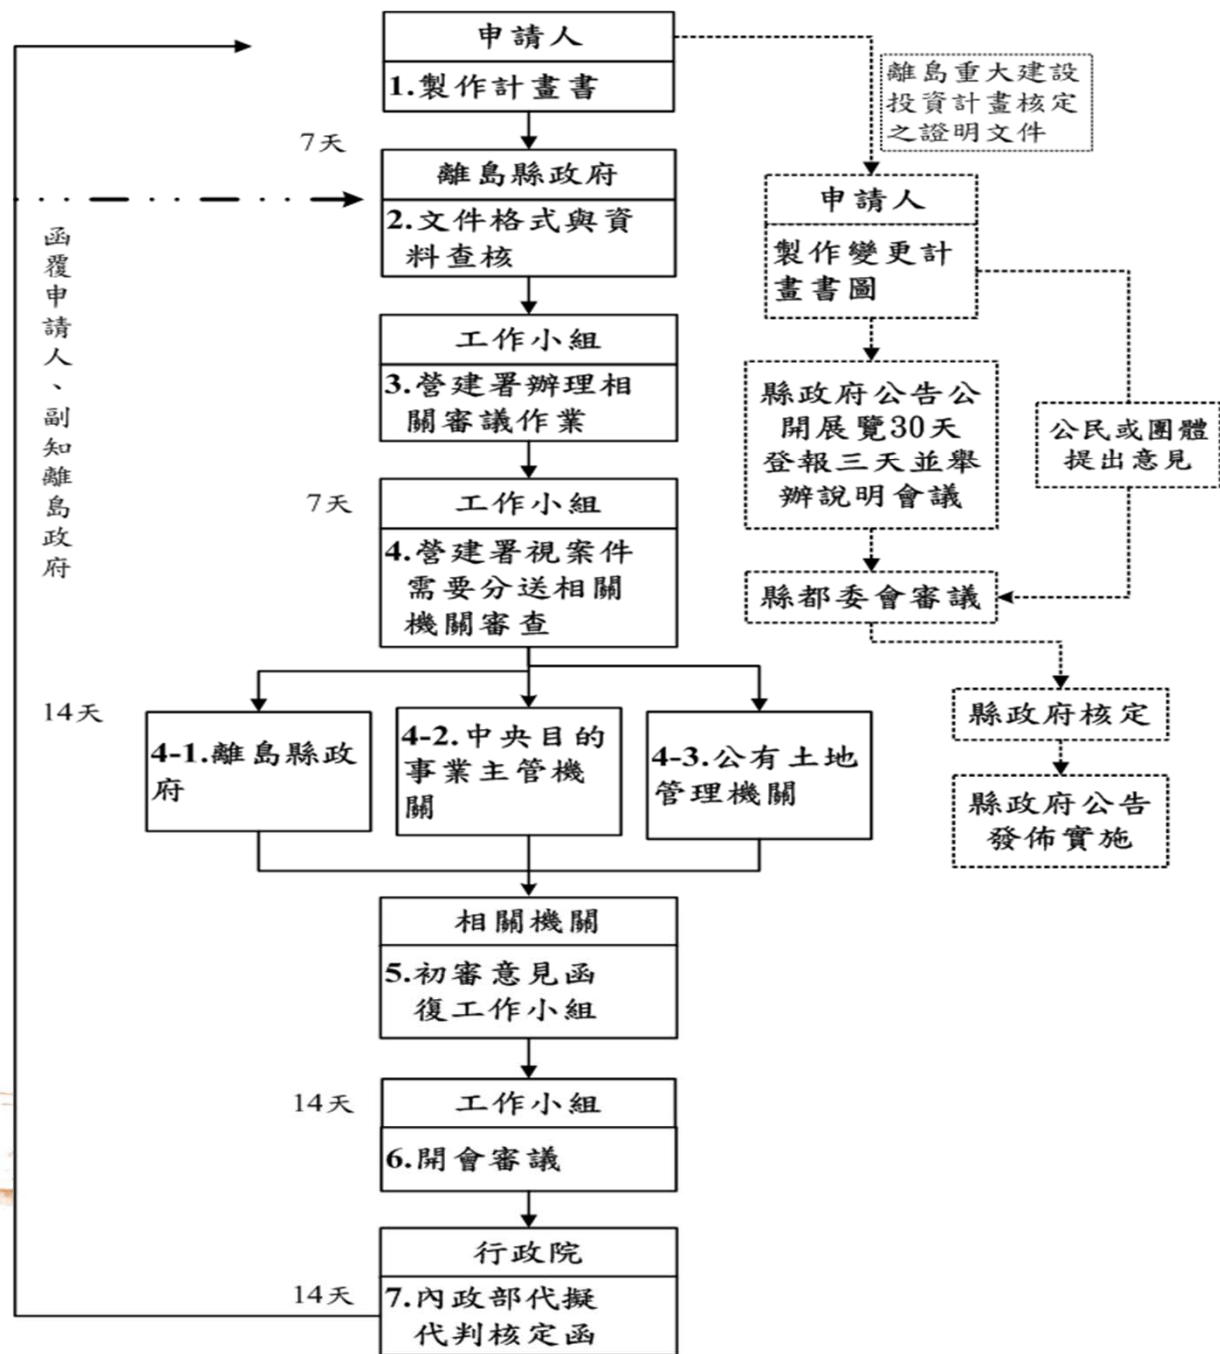 申請人
1.製作計畫書
7天
離島縣政府
2.文件格式與資
料查核
工作小組
3.營建署辦理相
關審議作業
7天
工作小組
4.營建署視案件
需要分送相關
機關審查
14天
4-1.離島縣政
府
4-2.中央目的
事業主管機
關
4-3.公有土地
管理機關
相關機關
5.初審意見函
復工作小組
14天
工作小組
6.開會審議
14天
行政院
7.內政部代擬
代判核定函
函覆申請人、副知離島政府
離島重大建設
投資計畫核定
之證明文件
申請人
製作變更計
畫書圖
縣政府公告公
開展覽30天
登報三天並舉
辦說明會議
公民或團體
提出意見
縣都委會審議
縣政府核定
縣政府公告
發佈實施